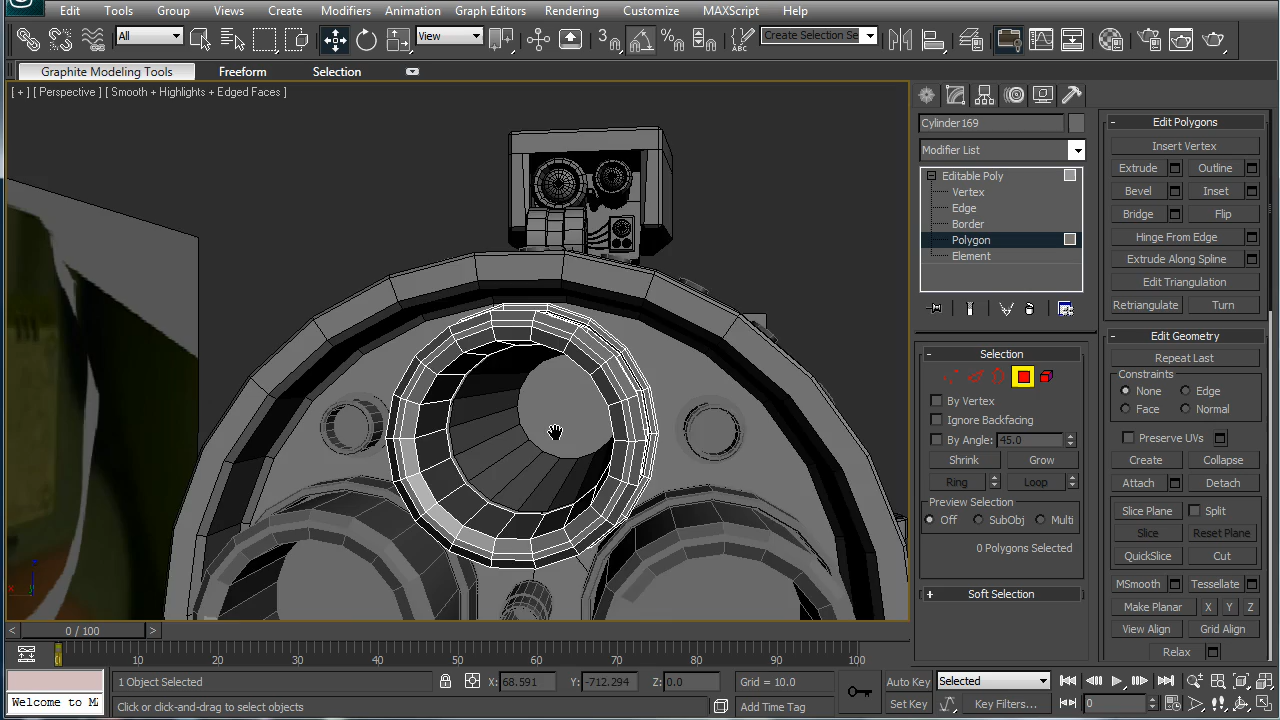 Edit Tools Group Views Create Modifiers Animation Graph Editors Rendering Customize MAXScript Help
All View 3 Create Selection Se
Graphite Modeling Tools Freeform Selection
[ + ] [ Perspective ] [ Smooth + Highlights + Edged Faces ]
Cylinder169
Modifier List
Editable Poly
Vertex
Edge
Border
Polygon
Element
- Selection
By Vertex
Ignore Backfacing
By Angle: 45.0
Shrink Grow
Ring Loop
Preview Selection
Off SubObj Multi
0 Polygons Selected
+ Soft Selection
- Edit Polygons
Insert Vertex
Extrude Outline
Bevel Inset
Bridge Flip
Hinge From Edge
Extrude Along Spline
Edit Triangulation
Retriangulate Turn
- Edit Geometry
Repeat Last
Constraints
None Edge
Face Normal
Preserve UVs
Create Collapse
Attach Detach
Slice Plane Split
Slice Reset Plane
QuickSlice Cut
MSmooth Tessellate
Make Planar X Y Z
View Align Grid Align
Relax
< 0 / 100 >
0 10 20 30 40 50 60 70 80 90 100
1 Object Selected X: 68.591 Y: -712.294 Z: 0.0 Grid = 10.0 Auto Key Selected
Welcome to M Click or click-and-drag to select objects Add Time Tag Set Key Key Filters... 0